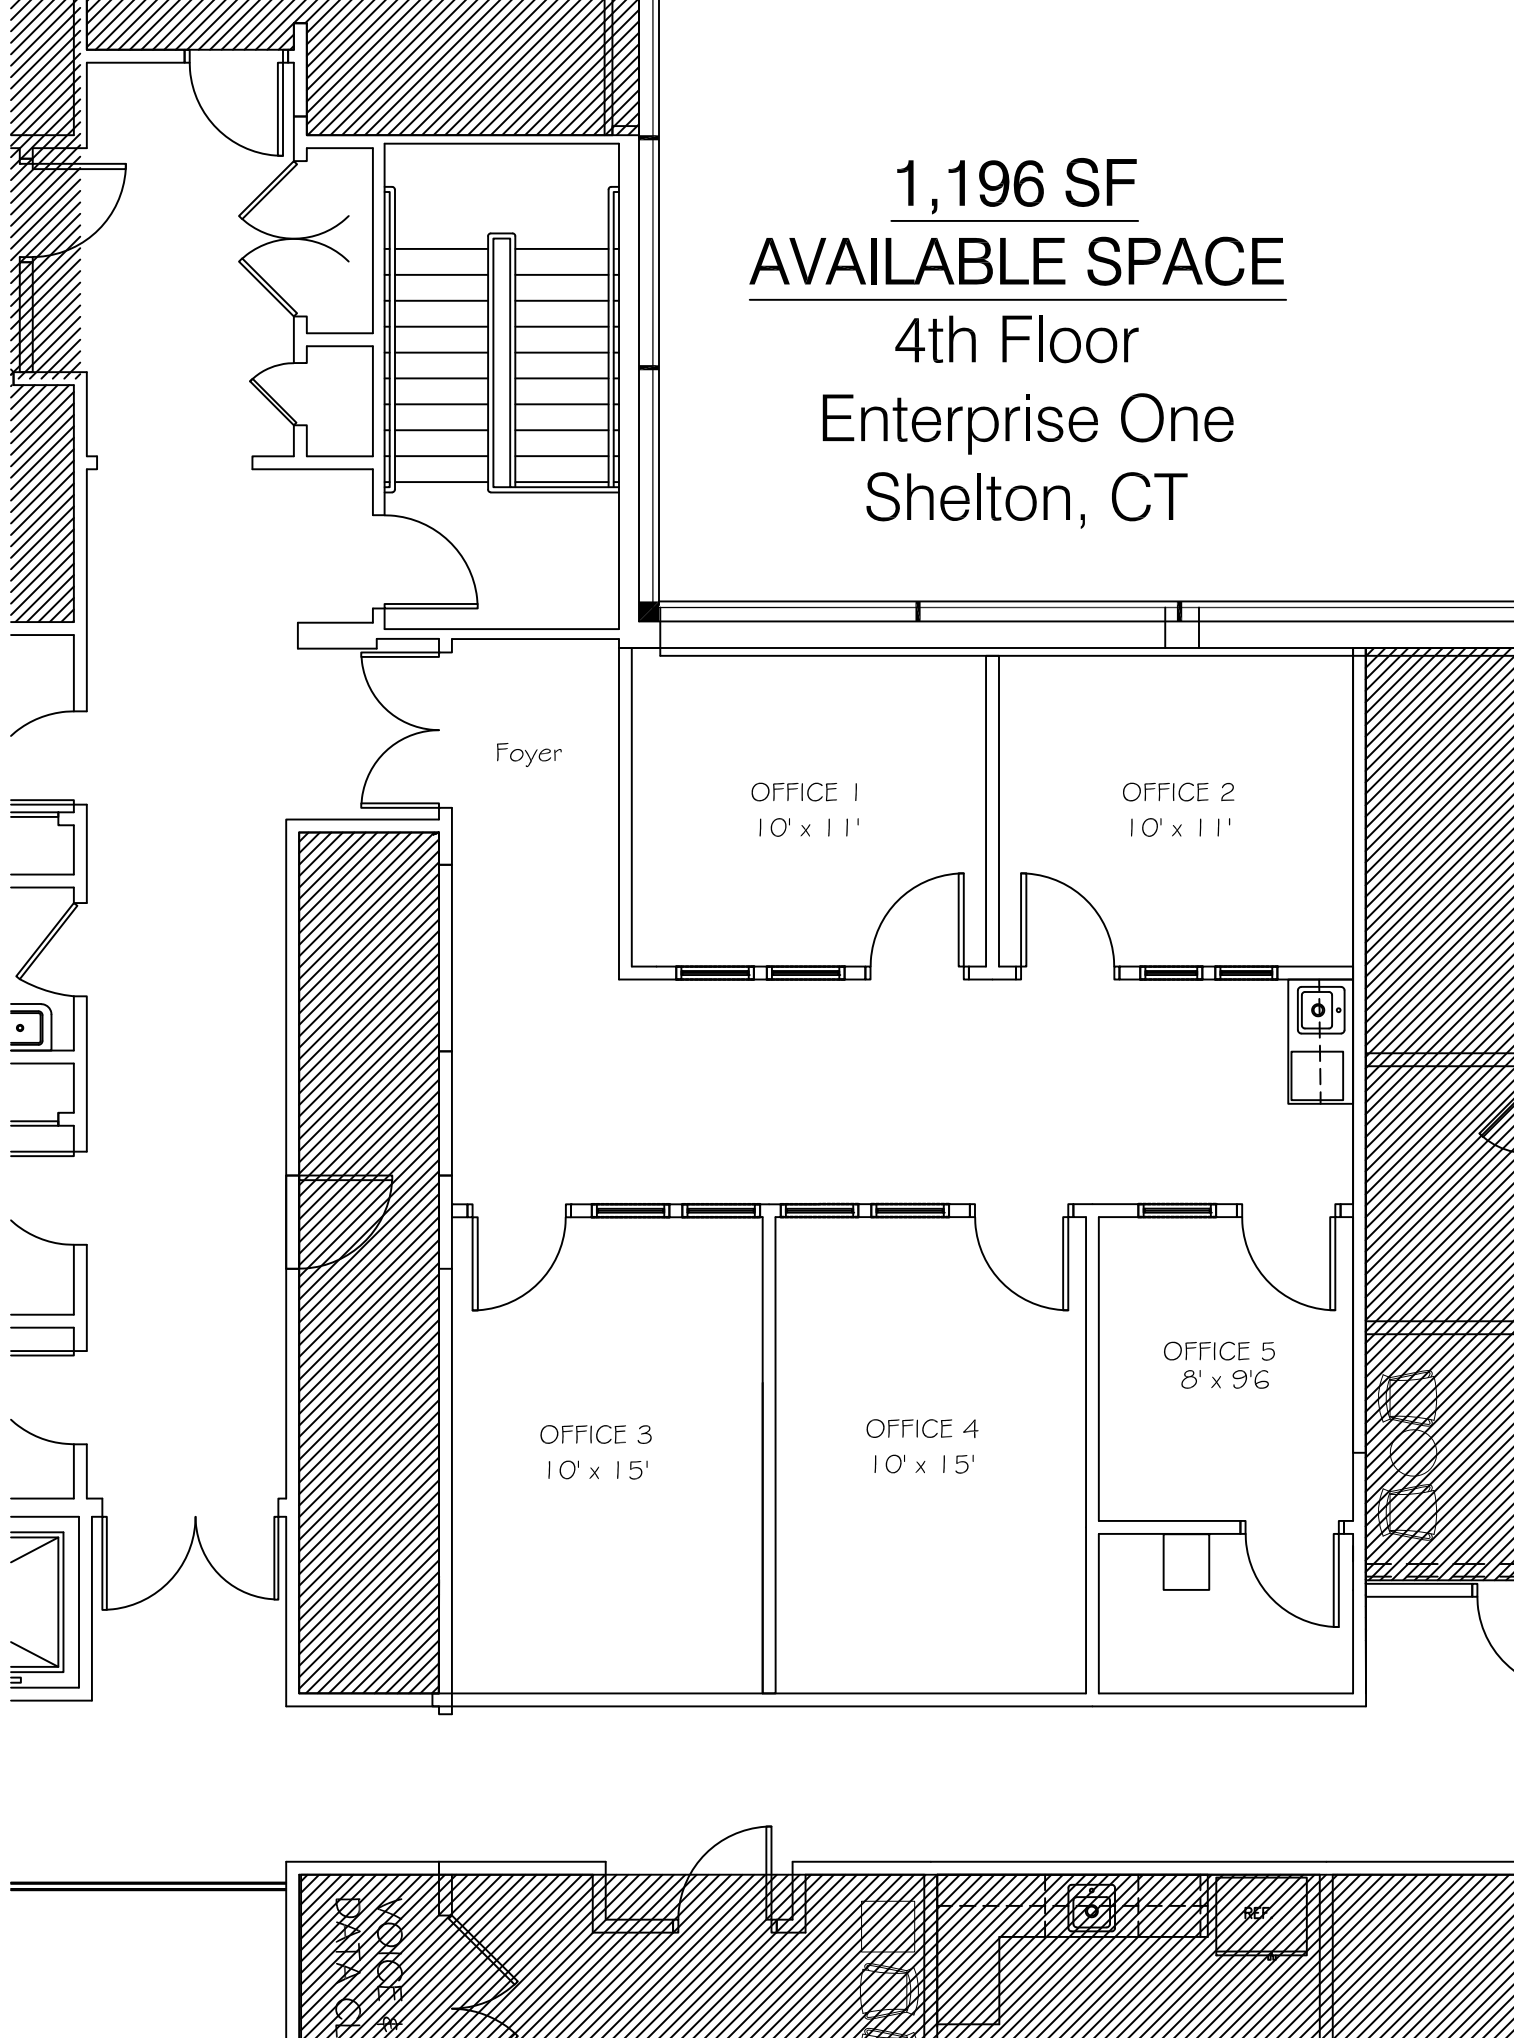 1,196 SF
AVAILABLE SPACE
4th Floor
Enterprise One
Shelton, CT
Foyer
OFFICE 1
10' x 11'
OFFICE 2
10' x 11'
OFFICE 3
10' x 15'
OFFICE 4
10' x 15'
OFFICE 5
8' x 9'6
VOICE &
DATA CL
REF.